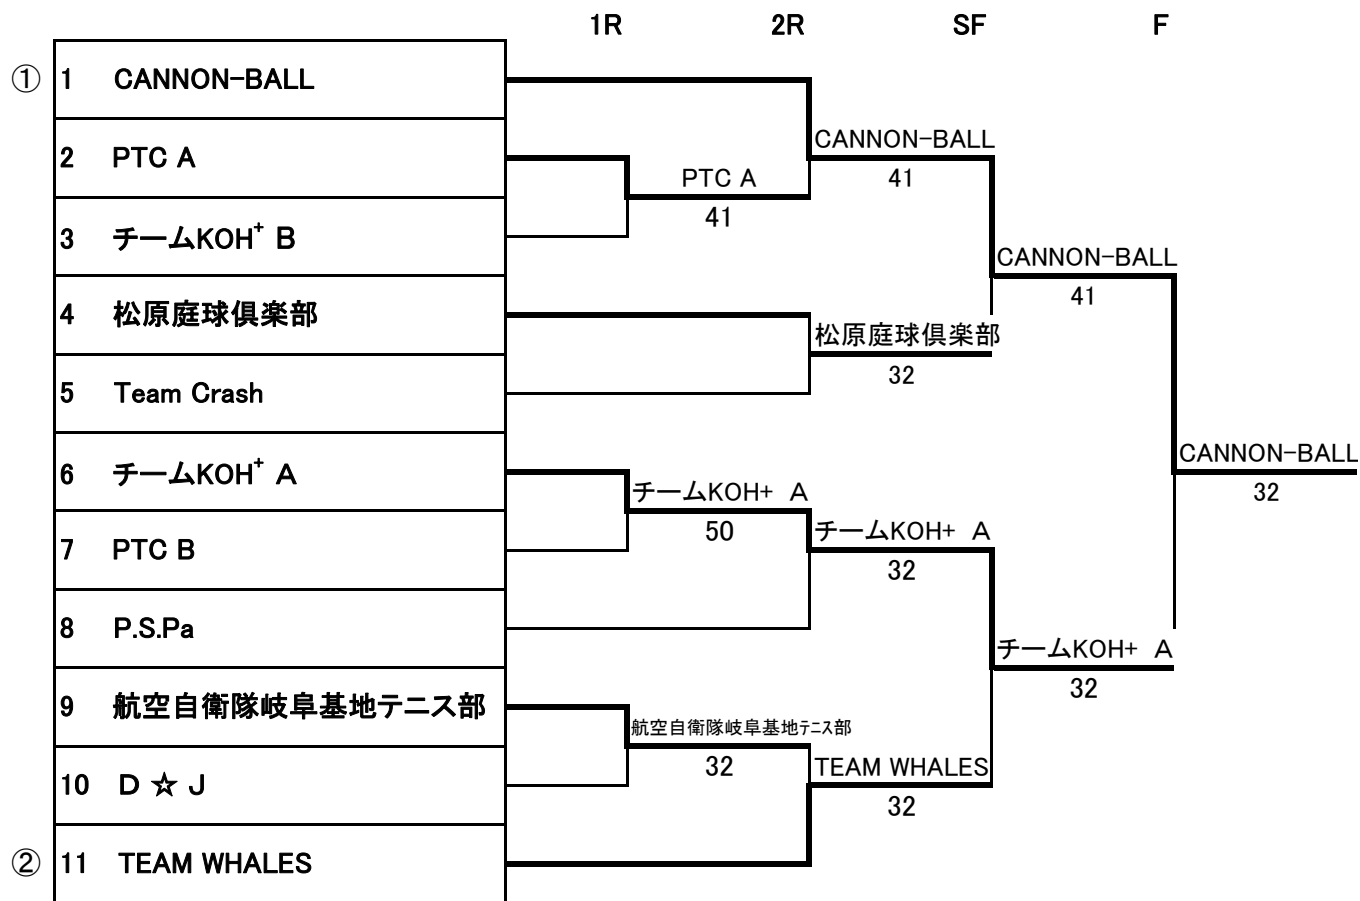 1R 2R SF F
① 1 CANNON-BALL
CANNON-BALL
2 PTC A
PTC A
41
41
3 チームKOH⁺ B
CANNON-BALL
41
4 松原庭球倶楽部
松原庭球倶楽部
32
5 Team Crash
6 チームKOH⁺ A
CANNON-BALL
チームKOH+ A
32
50
チームKOH+ A
7 PTC B
32
8 P.S.Pa
チームKOH+ A
32
9 航空自衛隊岐阜基地テニス部
航空自衛隊岐阜基地テニス部
32
TEAM WHALES
10 D ☆ J
32
② 11 TEAM WHALES